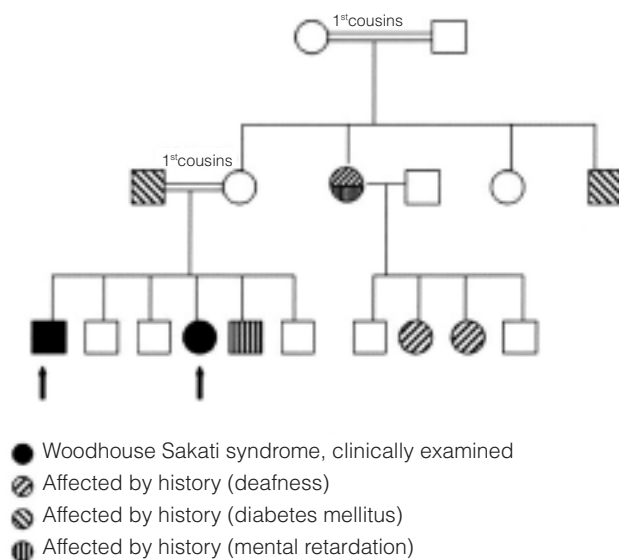 1stcousins
1stcousins
Woodhouse Sakati syndrome, clinically examined
Affected by history (deafness)
Affected by history (diabetes mellitus)
Affected by history (mental retardation)